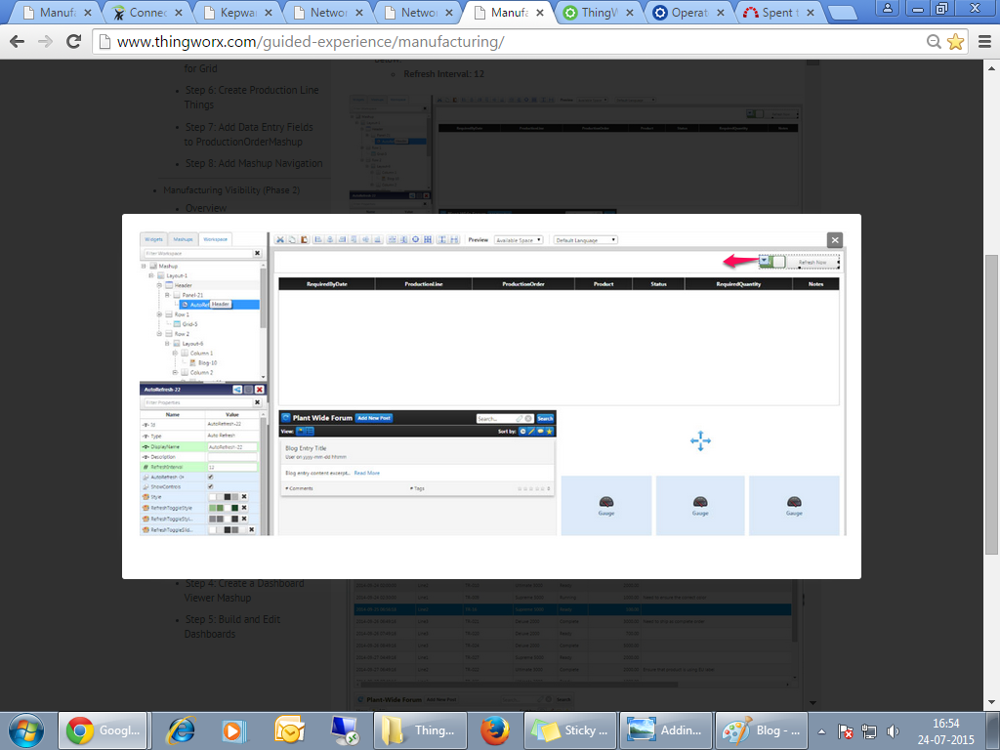 Manufa
Connec
Kepwar
Networ
Networ
Manufa
ThingW
Operat
Spent t
www.thingworx.com/guided-experience/manufacturing/
for Grid
Refresh Interval: 12
Step 6: Create Production Line
Things
Step 7: Add Data Entry Fields
to ProductionOrderMashup
Step 8: Add Mashup Navigation
Manufacturing Visibility (Phase 2)
Overview
Widgets
Mashups
Workspace
Preview
Available Space
Default Language
Filter Workspace
Mashup
Layout-1
Header
Panel-21
AutoRef
Header
Row 1
Grid-3
Row 2
Layout-6
Column 1
Blog-10
Column 2
Refresh Now
RequiredByDate
ProductionLine
ProductionOrder
Product
Status
RequiredQuantity
Notes
AutoRefresh-22
Filter Properties
Name
Value
Id
AutoRefresh-22
Type
Auto Refresh
DisplayName
AutoRefresh-22
Description
RefreshInterval
12
AutoRefresh On
ShowControls
Style
RefreshToggleStyle
RefreshToggleStyl...
RefreshToggleSlid...
Plant Wide Forum
Add New Post
Search...
Search
View:
Sort by:
Blog Entry Title
User on yyyy-mm-dd hh:mm
Blog entry content excerpt...
Read More
Comments
Tags
Gauge
Gauge
Gauge
Step 4: Create a Dashboard
Viewer Mashup
Step 5: Build and Edit
Dashboards
Plant-Wide Forum
Add New Post
Googl...
Thing...
Sticky ...
Addin...
Blog - ...
16:54
24-07-2015